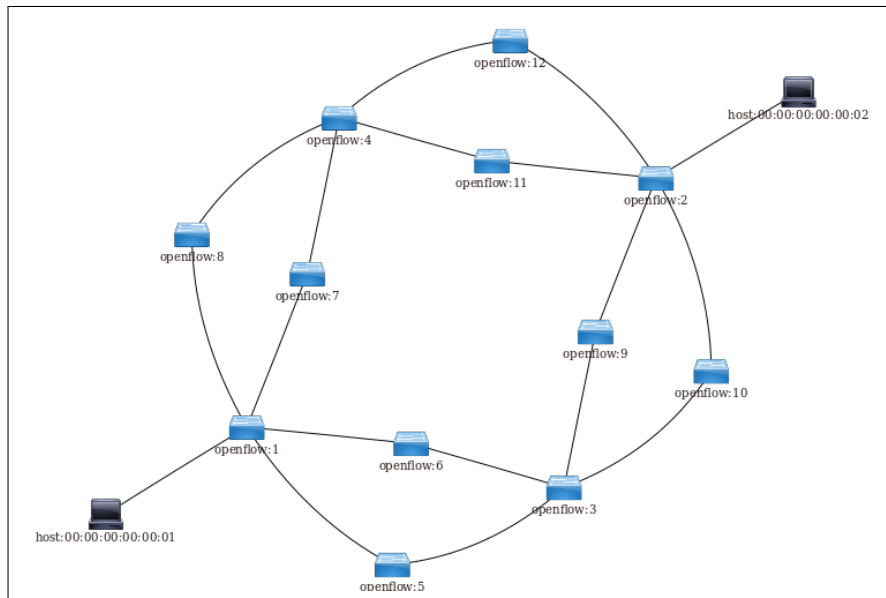 openflow:12
host:00:00:00:00:00:02
openflow:4
openflow:11
openflow:2
openflow:8
openflow:7
openflow:9
openflow:10
openflow:1
openflow:6
openflow:3
host:00:00:00:00:00:01
openflow:5